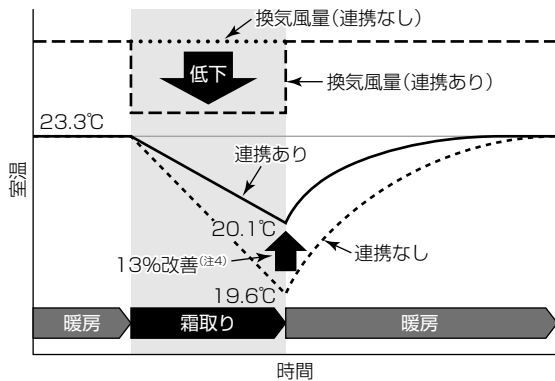 換気風量(連携なし)
低下
換気風量(連携あり)
23.3℃
連携あり
室温
20.1℃
連携なし
13%改善(注4)
19.6℃
暖房
霜取り
暖房
時間